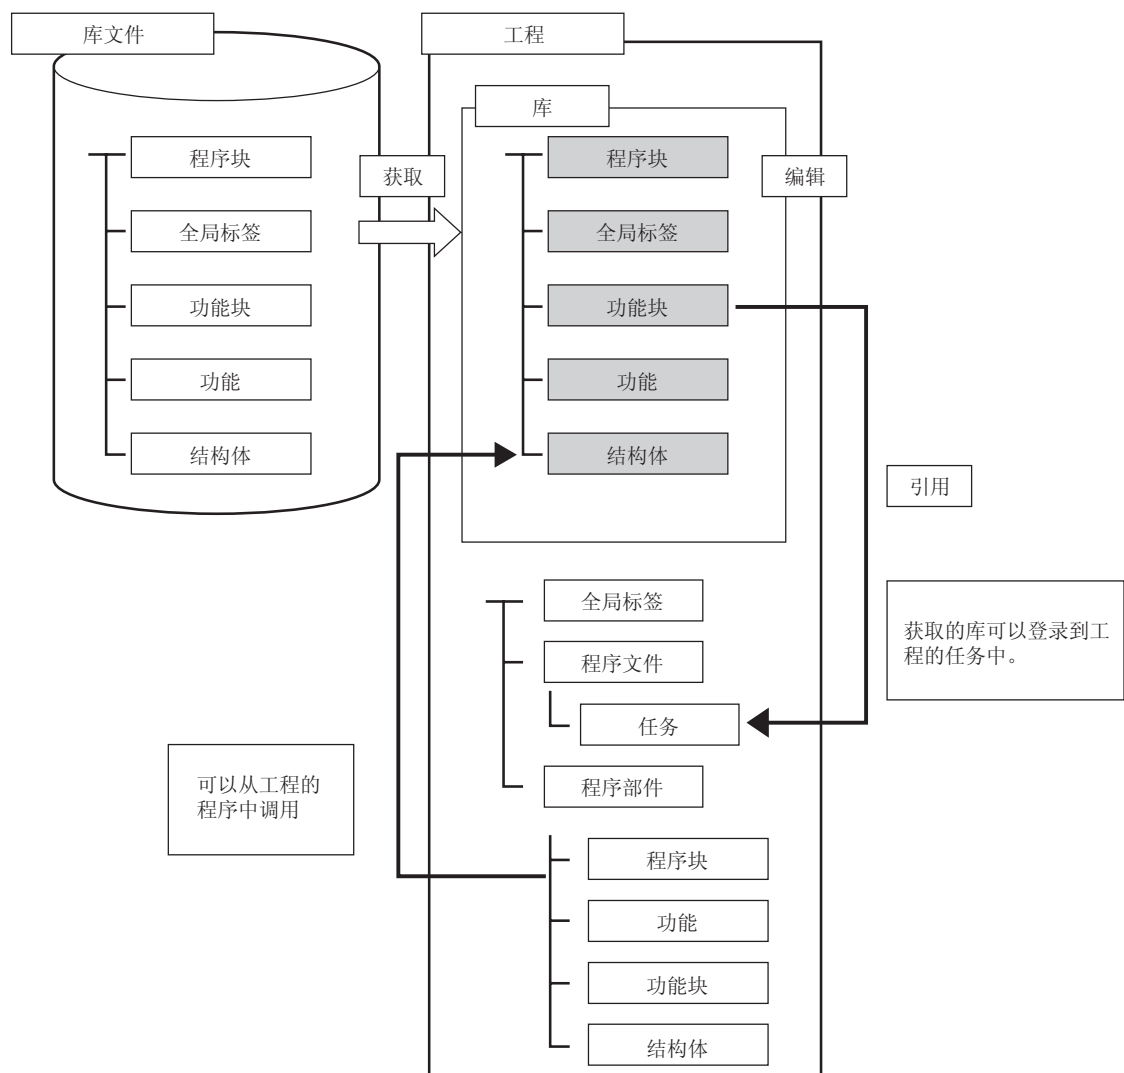 库文件
程序块
全局标签
功能块
功能
结构体
获取
工程
库
程序块
全局标签
功能块
功能
结构体
编辑
引用
获取的库可以登录到工
程的任务中。
全局标签
程序文件
任务
程序部件
可以从工程的
程序中调用
程序块
功能
功能块
结构体